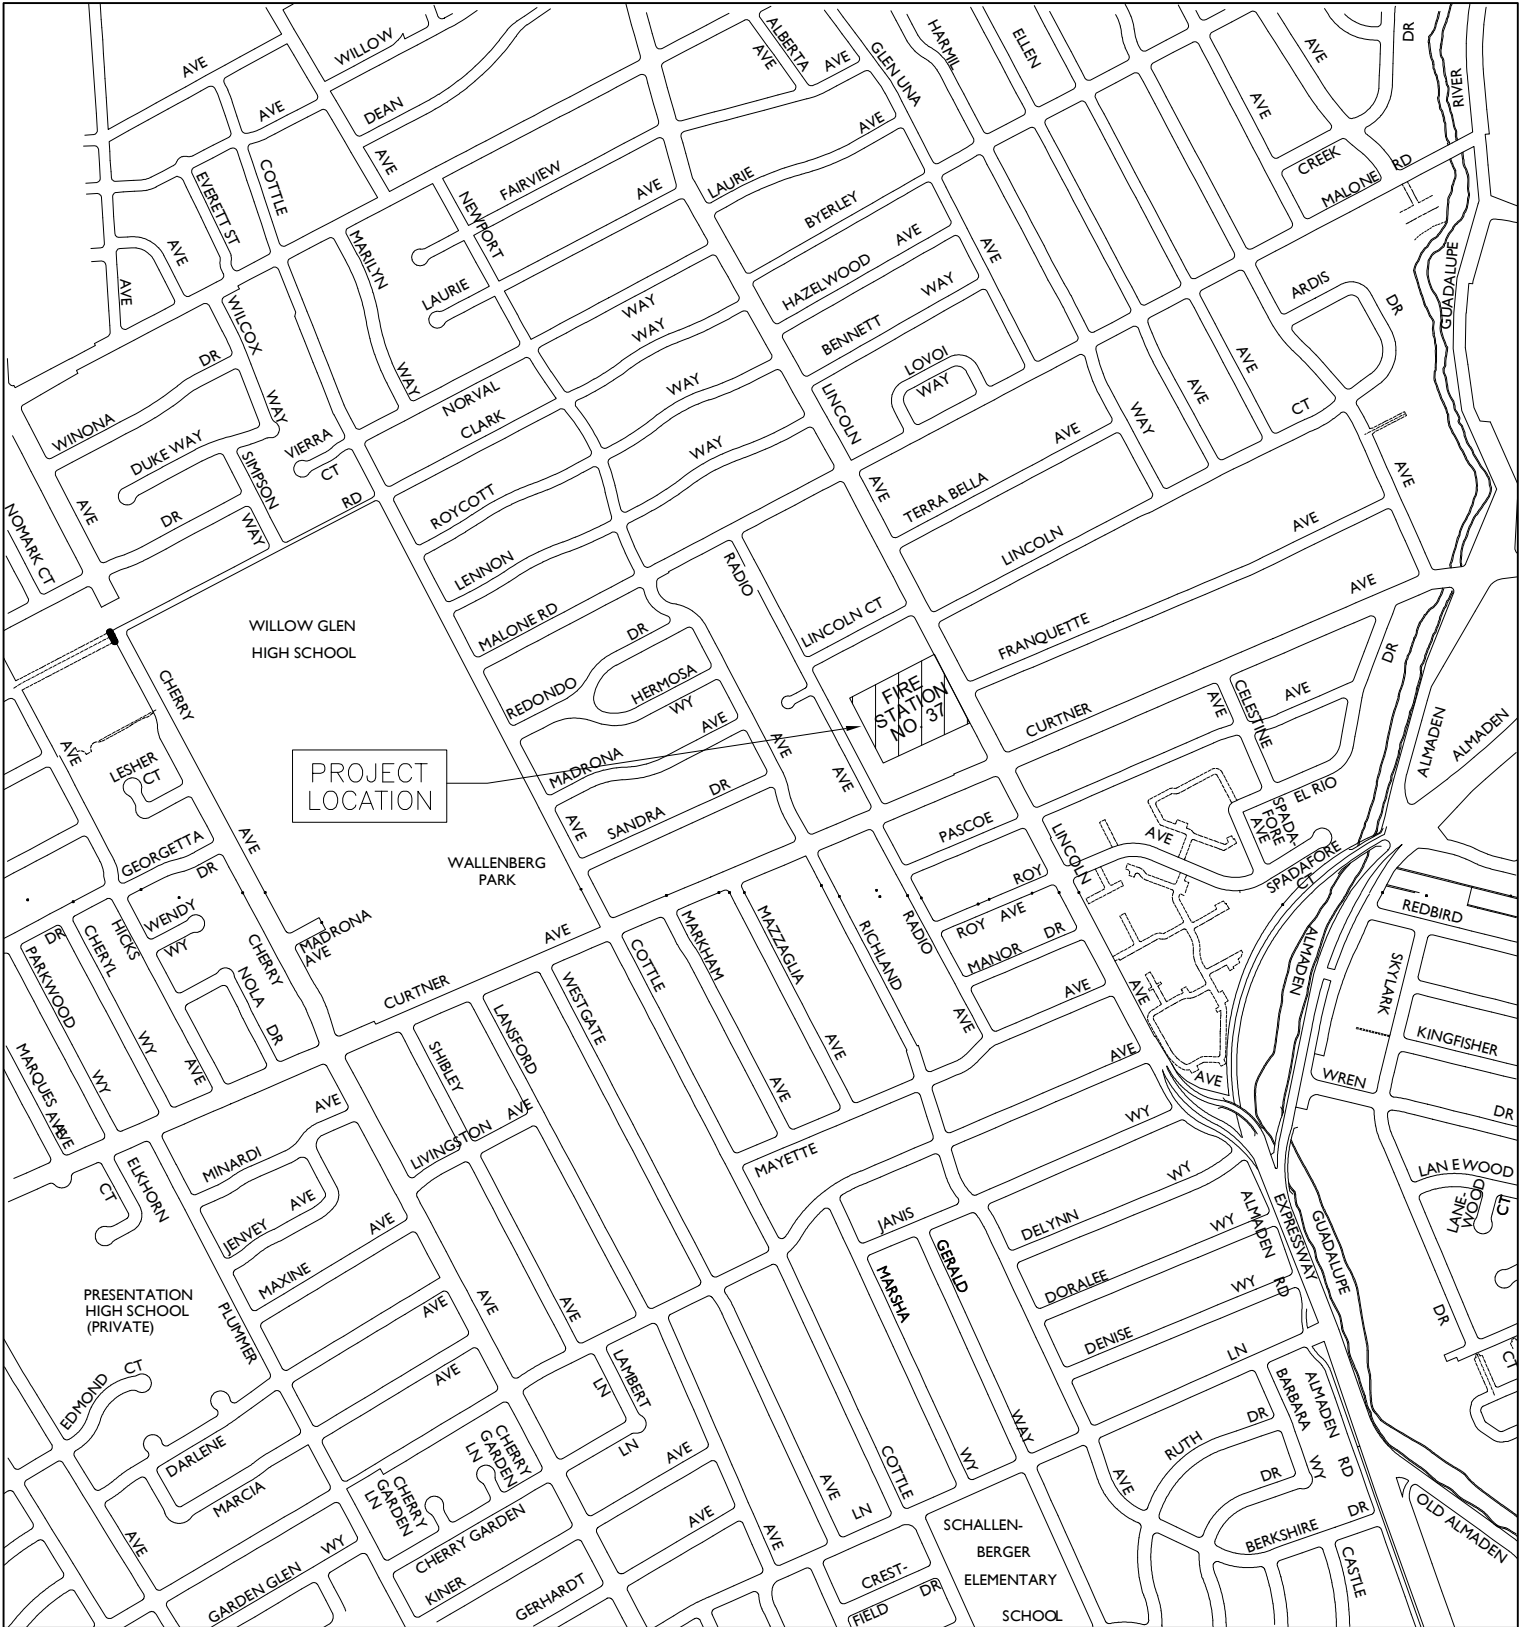 WILLOW
AVE
ALBERTA
AVE
AVE
GLEN UNA
HARMIL
ELLEN
AVE
DR
RIVER
AVE
DEAN
AVE
AVE
AVE
COTTLE
EVERETT ST
AVE
AVE
FAIRVIEW
AVE
NEWPORT
LAURIE
BYERLEY
AVE
CREEK
MALONE RD
MARILYN
WAY
LAURIE
WAY
WAY
HAZELWOOD
AVE
BENNETT
WAY
ARDIS
DR
GUADALUPE
WILCOX
WAY
DR
WINONA
DUKE WAY
VIERRA
CT
NORVAL
CLARK
WAY
WAY
LOVOI
WAY
LINCOLN
AVE
WAY
AVE
AVE
CT
AVE
NOMARK CT
AVE
DR
SIMPSON
WAY
RD
ROYCOTT
LENNON
MALONE RD
AVE
TERRA BELLA
LINCOLN
AVE
AVE
RADIO
LINCOLN CT
FRANQUETTE
WILLOW GLEN
HIGH SCHOOL
CHERRY
AVE
REDONDO
DR
HERMOSA
WY
MADRONA
AVE
AVE
AVE
FIRE
STATION
NO. 37
CURTNER
AVE
CELESTINE
AVE
DR
ALMADEN
ALMADEN
PROJECT
LOCATION
AVE
LESHER
CT
GEORGETTA
DR
AVE
SANDRA
DR
WALLENBERG
PARK
PASCOE
ROY
LINCOLN
AVE
SPADA-
FORE
AVE
EL RIO
SPADAFORE
CT
REDBIRD
WENDY
WY
HICKS
CHERYL
WY
AVE
DR
PARKWOOD
WY
MARQUES AVE
AVE
CHERRY
NOLA
DR
MADRONA
AVE
CURTNER
AVE
COTTLE
MARKHAM
AVE
MAZZAGLIA
AVE
RICHLAND
RADIO
AVE
ROY AVE
MANOR DR
AVE
AVE
AVE
AVE
ALMADEN
SKYLARK
KINGFISHER
WREN
DR
SHIBLEY
LANSFORD
WESTGATE
LIVINGSTON AVE
MAYETTE
MINARDI
AVE
JENVEY
AVE
MAXINE
AVE
ELKHORN
CT
JANIS
DELYNN
WY
WY
DORALEE
WY
DENISE
WY
ALMADEN
RD
EXPRESSWAY
GUADALUPE
LANEWOOD
LANE-
WOOD
CT
DR
CT
PRESENTATION
HIGH SCHOOL
(PRIVATE)
PLUMMER
EDMOND
CT
AVE
AVE
AVE
AVE
LAMBERT
LN
LN
MARSHA
WY
GERALD
WAY
COTTLE
LN
BARBARA
WY
ALMADEN
RD
DARLENE
MARCIA
AVE
CHERRY
GARDEN
LN
CHERRY
GARDEN
LN
CHERRY GARDEN
KINER
AVE
GERHARDT
AVE
AVE
AVE
GARDEN GLEN
WY
LN
RUTH
DR
DR
AVE
BERKSHIRE
DR
CASTLE
OLD ALMADEN
CREST-
FIELD
DR
SCHALLEN-
BERGER
ELEMENTARY
SCHOOL